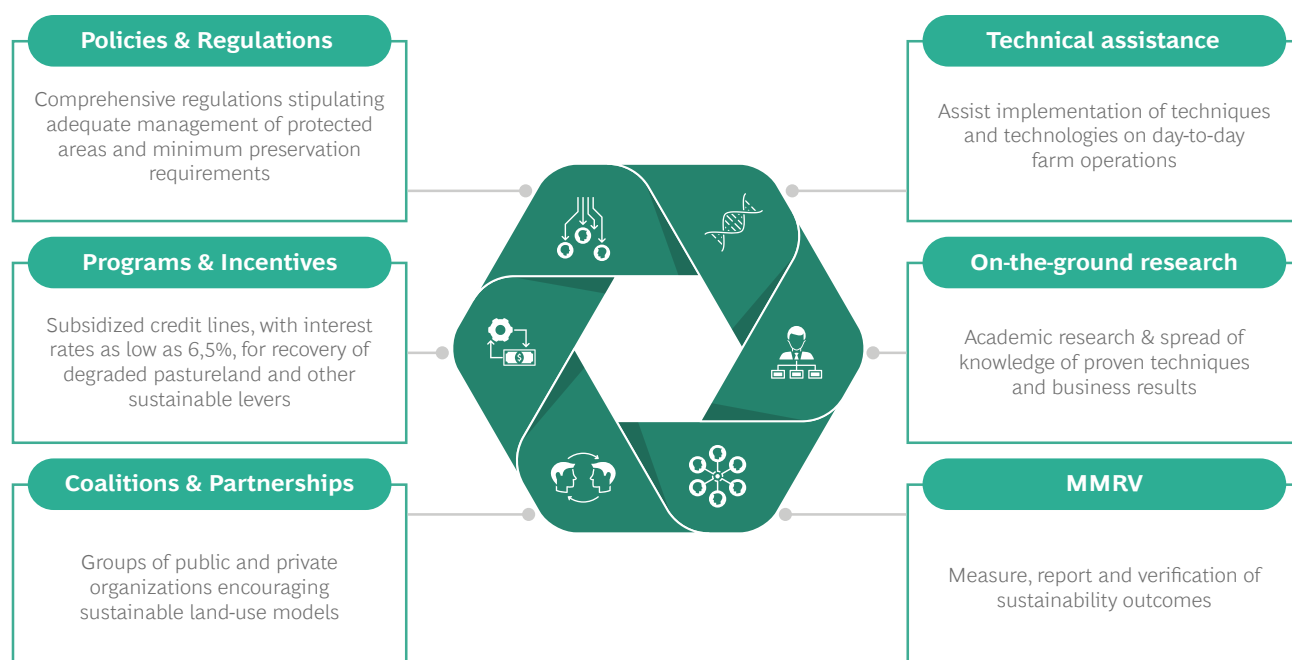 Policies & Regulations
Comprehensive regulations stipulating
adequate management of protected
areas and minimum preservation
requirements
Programs & Incentives
Subsidized credit lines, with interest
rates as low as 6,5%, for recovery of
degraded pastureland and other
sustainable levers
Coalitions & Partnerships
Groups of public and private
organizations encouraging
sustainable land-use models
Technical assistance
Assist implementation of techniques
and technologies on day-to-day
farm operations
On-the-ground research
Academic research & spread of
knowledge of proven techniques
and business results
MMRV
Measure, report and verification of
sustainability outcomes